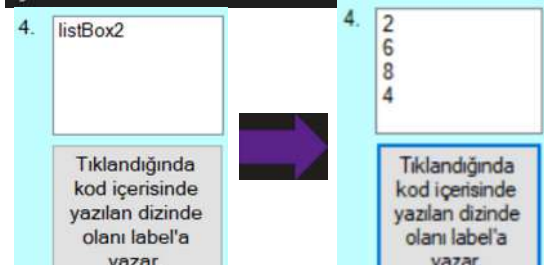 4.
listBox2
Tıklandığında
kod içerisinde
yazılan dizinde
olanı label'a
yazar
4.
2
6
8
4
Tıklandığında
kod içerisinde
yazılan dizinde
olanı label'a
yazar